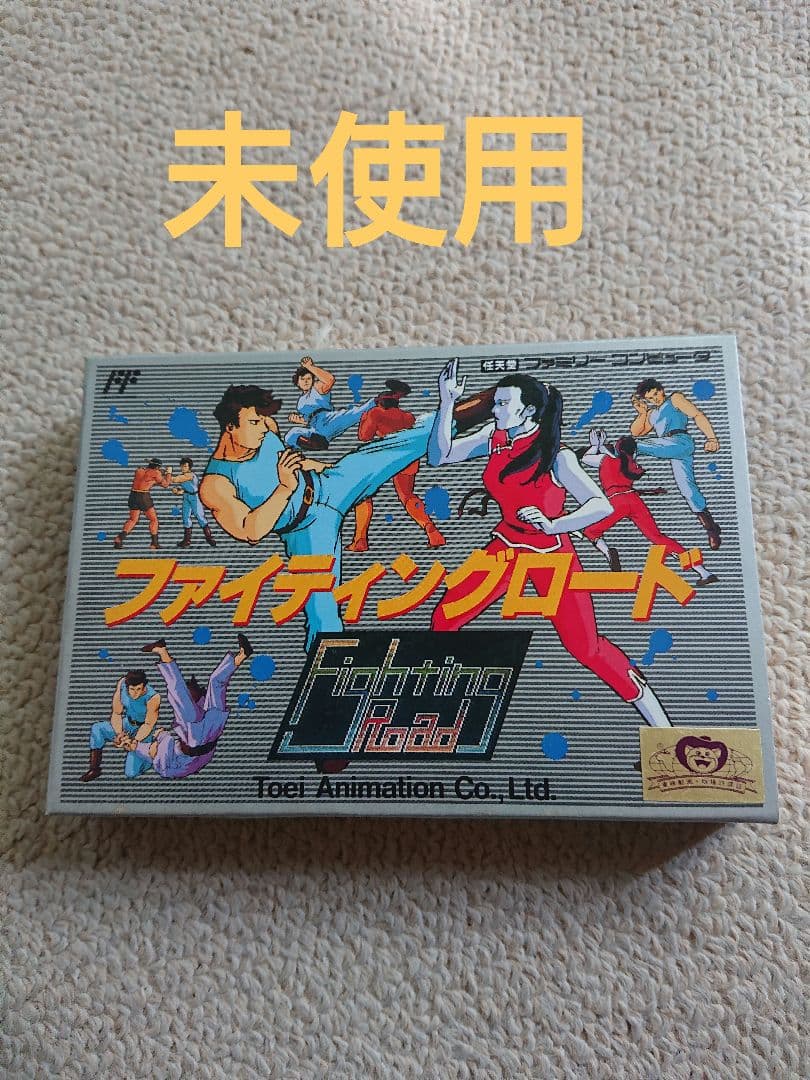 未使用
任天堂 ファミリーコンピュータ
ファイティングロード
Fighting
Road
Toei Animation Co., Ltd.